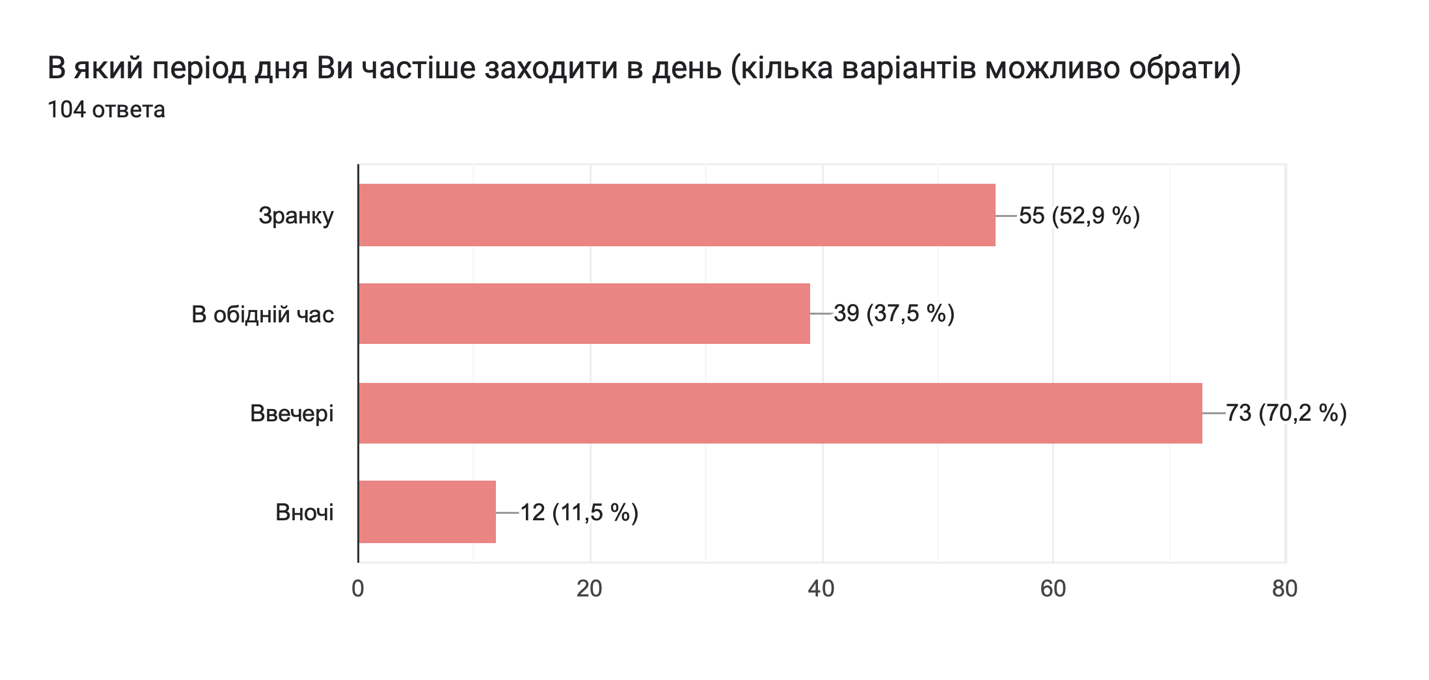 В який період дня Ви частіше заходити в день (кілька варіантів можливо обрати)
104 ответа
Зранку
55 (52,9 %)
В обідній час
39 (37,5 %)
Ввечері
73 (70,2 %)
Вночі
12 (11,5 %)
0 20 40 60 80